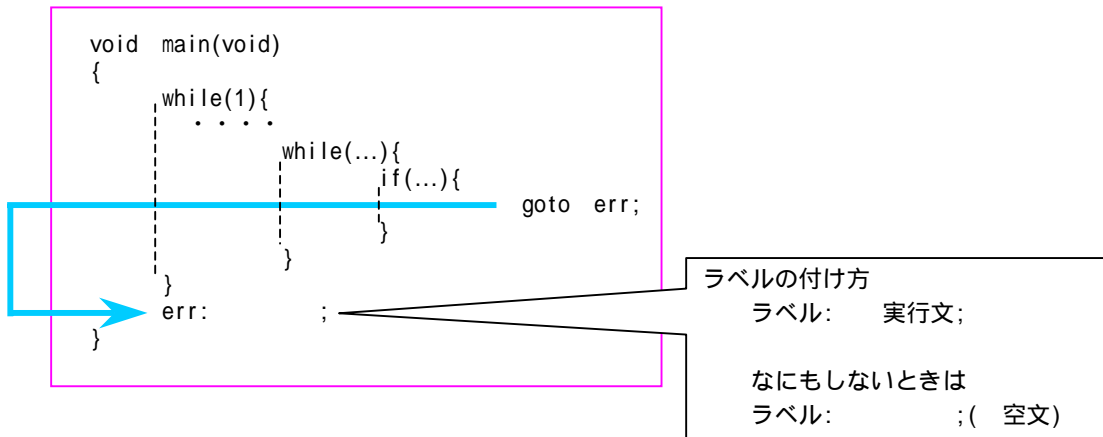 void main(void)
{
while(1){
・・・・
while(...){
if(...){
goto err;
}
}
}
err: ;
}
ラベルの付け方
ラベル: 実行文;
なにもしないときは
ラベル: ;( 空文)